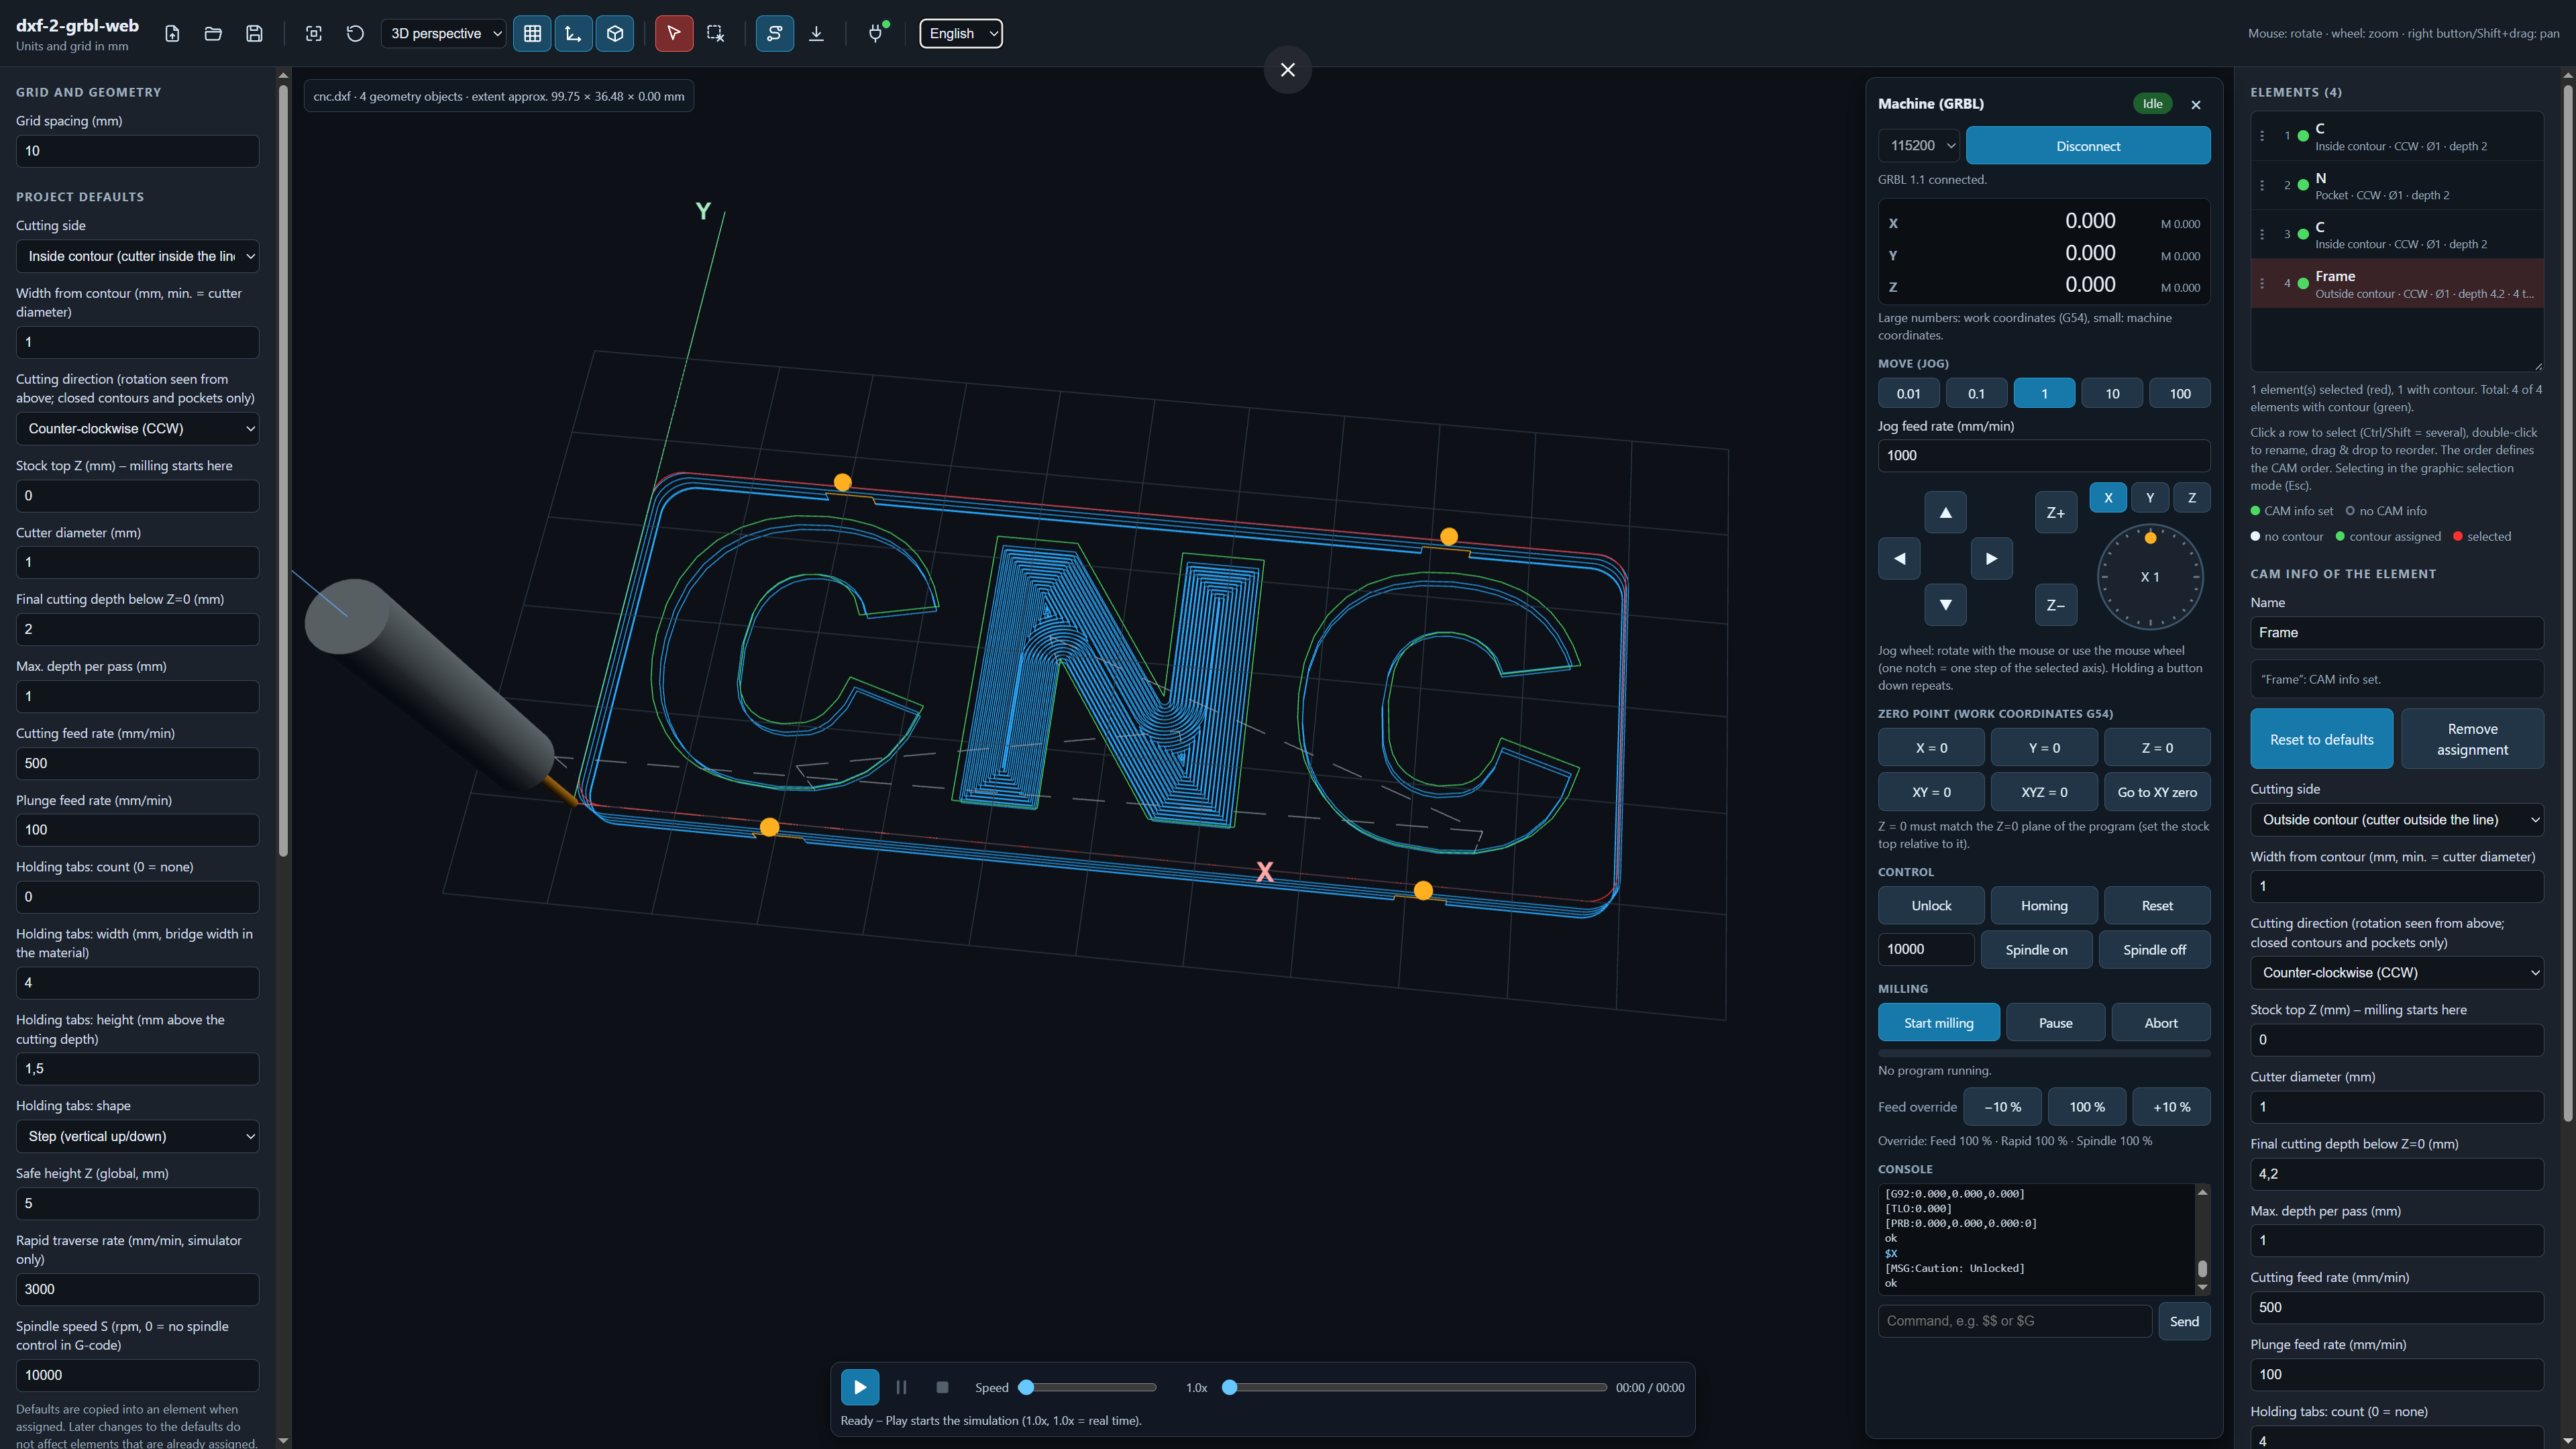 dxf-2-grbl-web
Units and grid in mm
3D perspective
English
Mouse: rotate · wheel: zoom · right button/Shift+drag: pan
GRID AND GEOMETRY
Grid spacing (mm)
10
PROJECT DEFAULTS
Cutting side
Inside contour (cutter inside the lin
Width from contour (mm, min. = cutter
diameter)
1
Cutting direction (rotation seen from
above; closed contours and pockets only)
Counter-clockwise (CCW)
Stock top Z (mm) – milling starts here
0
Cutter diameter (mm)
1
Final cutting depth below Z=0 (mm)
2
Max. depth per pass (mm)
1
Cutting feed rate (mm/min)
500
Plunge feed rate (mm/min)
100
Holding tabs: count (0 = none)
0
Holding tabs: width (mm, bridge width in
the material)
4
Holding tabs: height (mm above the
cutting depth)
1,5
Holding tabs: shape
Step (vertical up/down)
Safe height Z (global, mm)
5
Rapid traverse rate (mm/min, simulator
only)
3000
Spindle speed S (rpm, 0 = no spindle
control in G-code)
10000
Defaults are copied into an element when
assigned. Later changes to the defaults do
not affect elements that are already assigned.
cnc.dxf · 4 geometry objects · extent approx. 99.75 × 36.48 × 0.00 mm
Y
X
CNC
Speed
1.0x
00:00 / 00:00
Ready – Play starts the simulation (1.0x, 1.0x = real time).
Machine (GRBL)
Idle
115200
Disconnect
GRBL 1.1 connected.
X 0.000 M 0.000
Y 0.000 M 0.000
Z 0.000 M 0.000
Large numbers: work coordinates (G54), small: machine
coordinates.
MOVE (JOG)
0.01 0.1 1 10 100
Jog feed rate (mm/min)
1000
X Y Z
Z+
X 1
Z−
Jog wheel: rotate with the mouse or use the mouse wheel
(one notch = one step of the selected axis). Holding a button
down repeats.
ZERO POINT (WORK COORDINATES G54)
X = 0 Y = 0 Z = 0
XY = 0 XYZ = 0 Go to XY zero
Z = 0 must match the Z=0 plane of the program (set the stock
top relative to it).
CONTROL
Unlock Homing Reset
10000 Spindle on Spindle off
MILLING
Start milling Pause Abort
No program running.
Feed override −10 % 100 % +10 %
Override: Feed 100 % · Rapid 100 % · Spindle 100 %
CONSOLE
[G92:0.000,0.000,0.000]
[TLO:0.000]
[PRB:0.000,0.000,0.000:0]
ok
$X
[MSG:Caution: Unlocked]
ok
Command, e.g. $$ or $G
Send
ELEMENTS (4)
1 C
Inside contour · CCW · Ø1 · depth 2
2 N
Pocket · CCW · Ø1 · depth 2
3 C
Inside contour · CCW · Ø1 · depth 2
4 Frame
Outside contour · CCW · Ø1 · depth 4.2 · 4 t...
1 element(s) selected (red), 1 with contour. Total: 4 of 4
elements with contour (green).
Click a row to select (Ctrl/Shift = several), double-click
to rename, drag & drop to reorder. The order defines
the CAM order. Selecting in the graphic: selection
mode (Esc).
CAM info set no CAM info
no contour contour assigned selected
CAM INFO OF THE ELEMENT
Name
Frame
"Frame": CAM info set.
Reset to defaults
Remove
assignment
Cutting side
Outside contour (cutter outside the line)
Width from contour (mm, min. = cutter diameter)
1
Cutting direction (rotation seen from above;
closed contours and pockets only)
Counter-clockwise (CCW)
Stock top Z (mm) – milling starts here
0
Cutter diameter (mm)
1
Final cutting depth below Z=0 (mm)
4,2
Max. depth per pass (mm)
1
Cutting feed rate (mm/min)
500
Plunge feed rate (mm/min)
100
Holding tabs: count (0 = none)
4